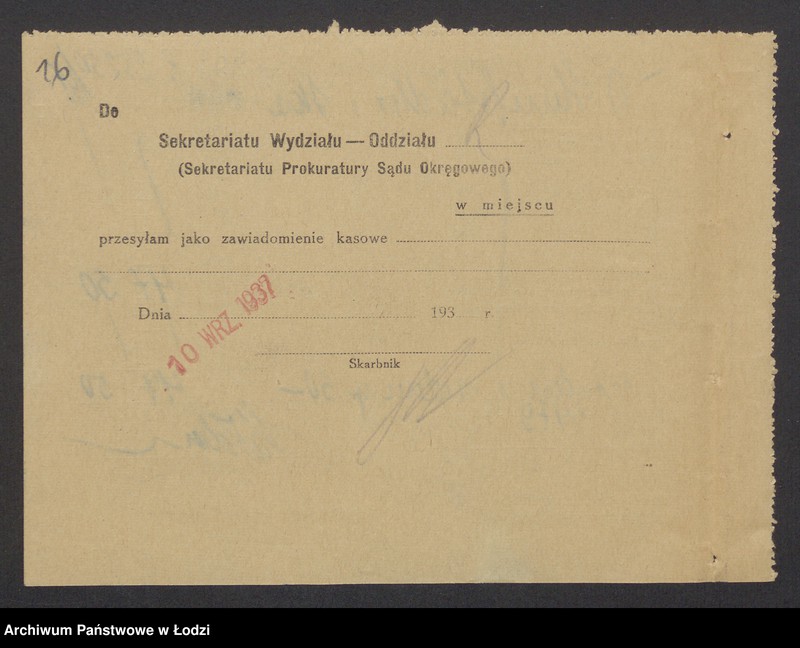 16
De
Sekretariatu Wydziału — Oddziału
(Sekretariatu Prokuratury Sądu Okręgowego)
w miejscu
przesyłam jako zawiadomienie kasowe
Dnia 193 r.
10 WRZ. 1937
Skarbnik
Archiwum Państwowe w Łodzi